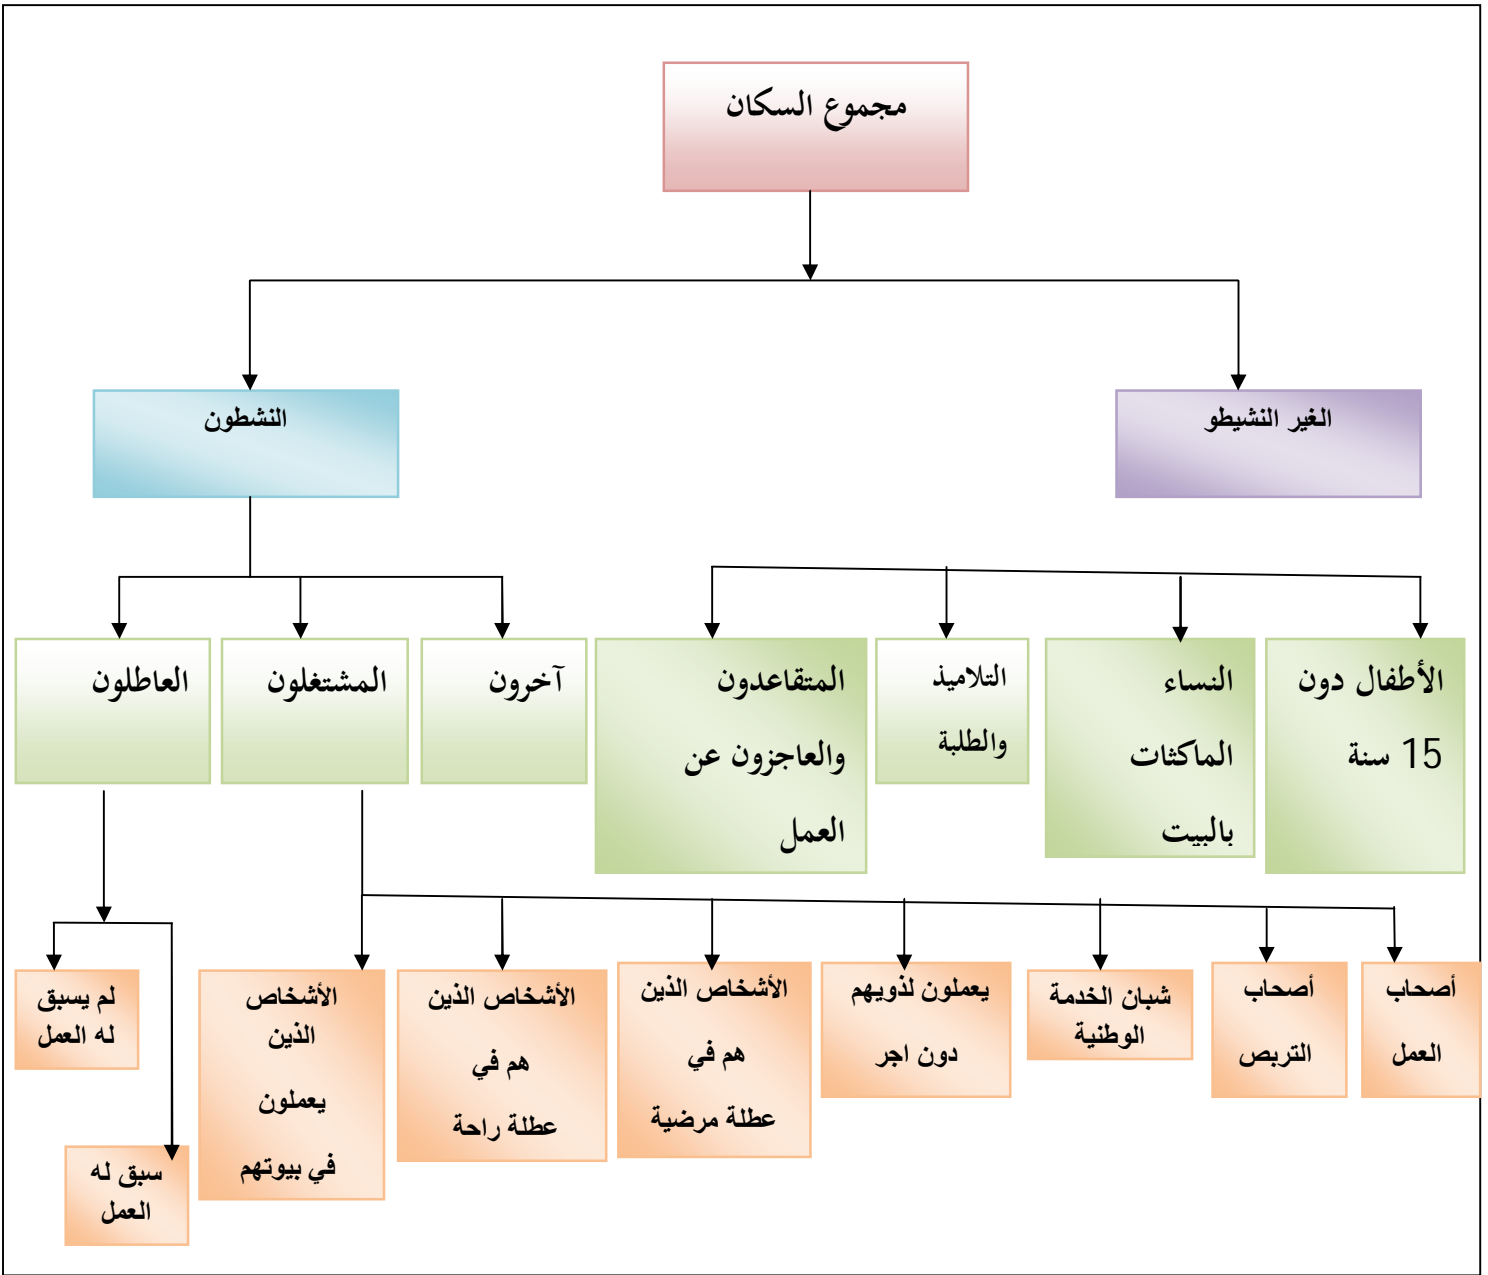 مجموع السكان
الغير النشيطو
النشطون
الأطفال دون
15 سنة
النساء
الماكثات
بالبيت
التلاميذ
والطلبة
المتقاعدون
والعاجزون عن
العمل
آخرون
المشتغلون
العاطلون
أصحاب
العمل
أصحاب
التربص
شبان الخدمة
الوطنية
يعملون لذويهم
دون اجر
الأشخاص الذين
هم في
عطلة مرضية
الأشخاص الذين
هم في
عطلة راحة
الأشخاص
الذين
يعملون
في بيوتهم
لم يسبق
له العمل
سبق له
العمل